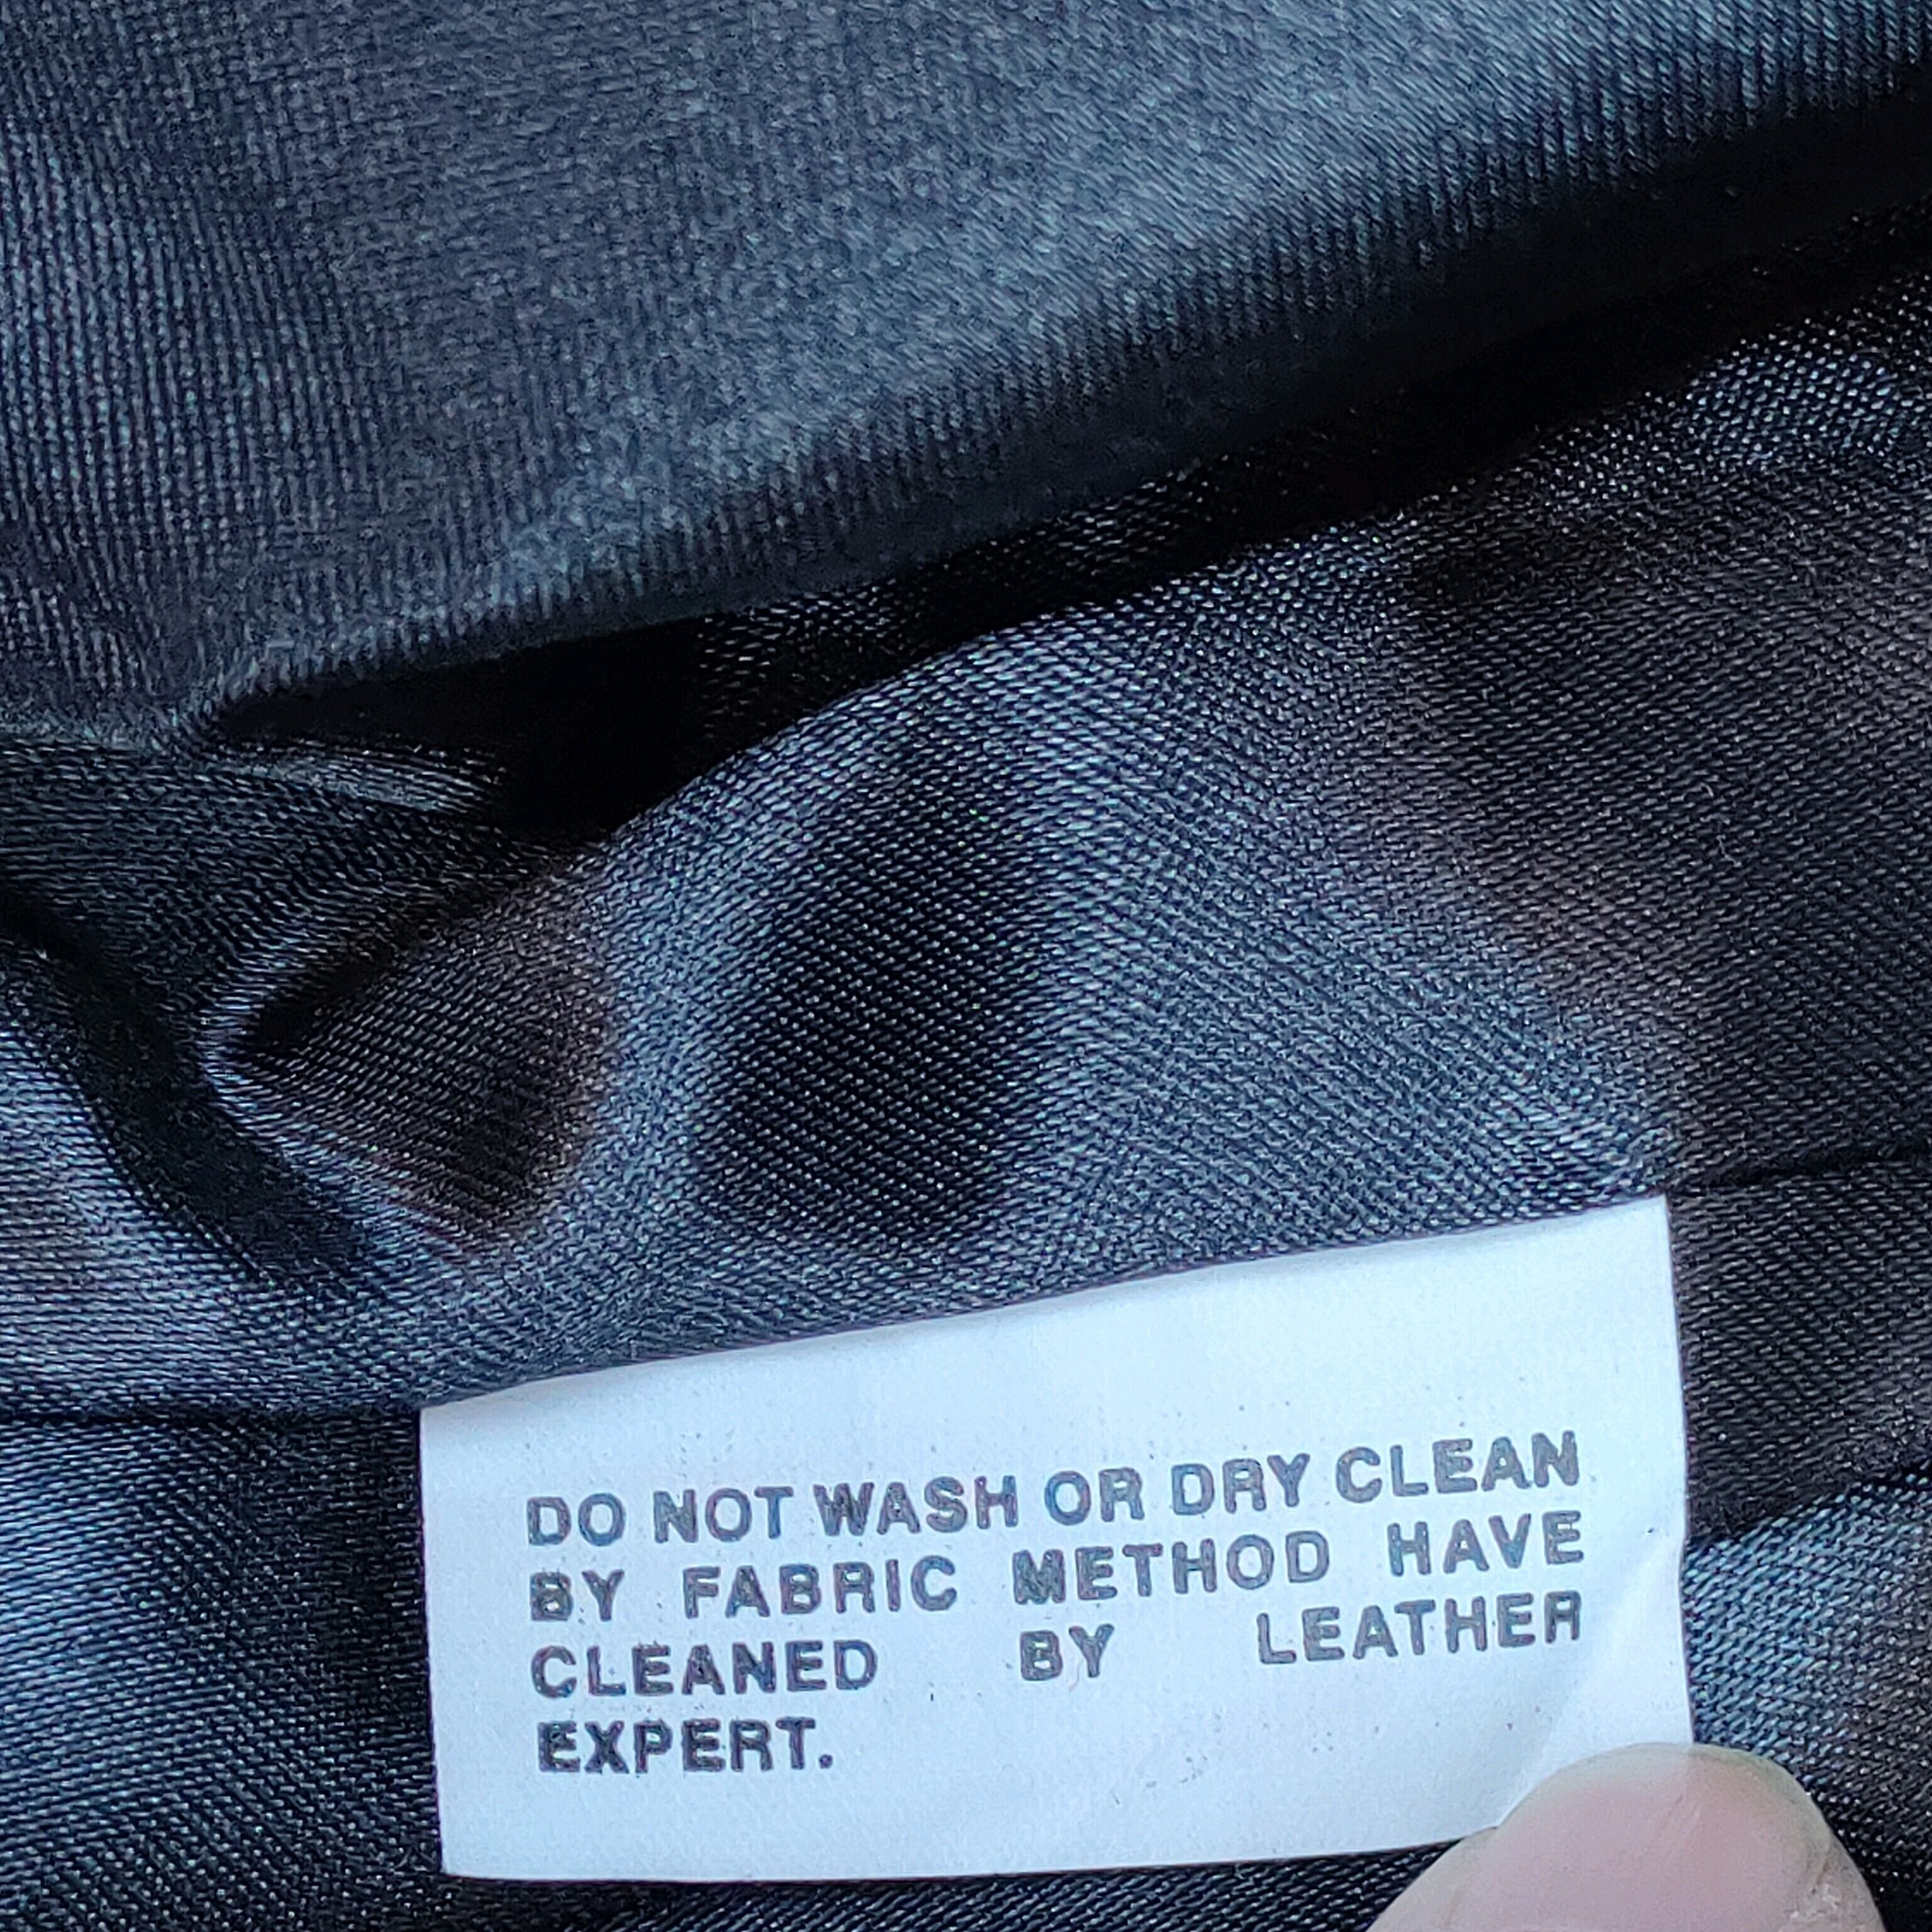 DO NOT WASH OR DRY CLEAN
BY FABRIC METHOD HAVE
CLEANED BY LEATHER
EXPERT.